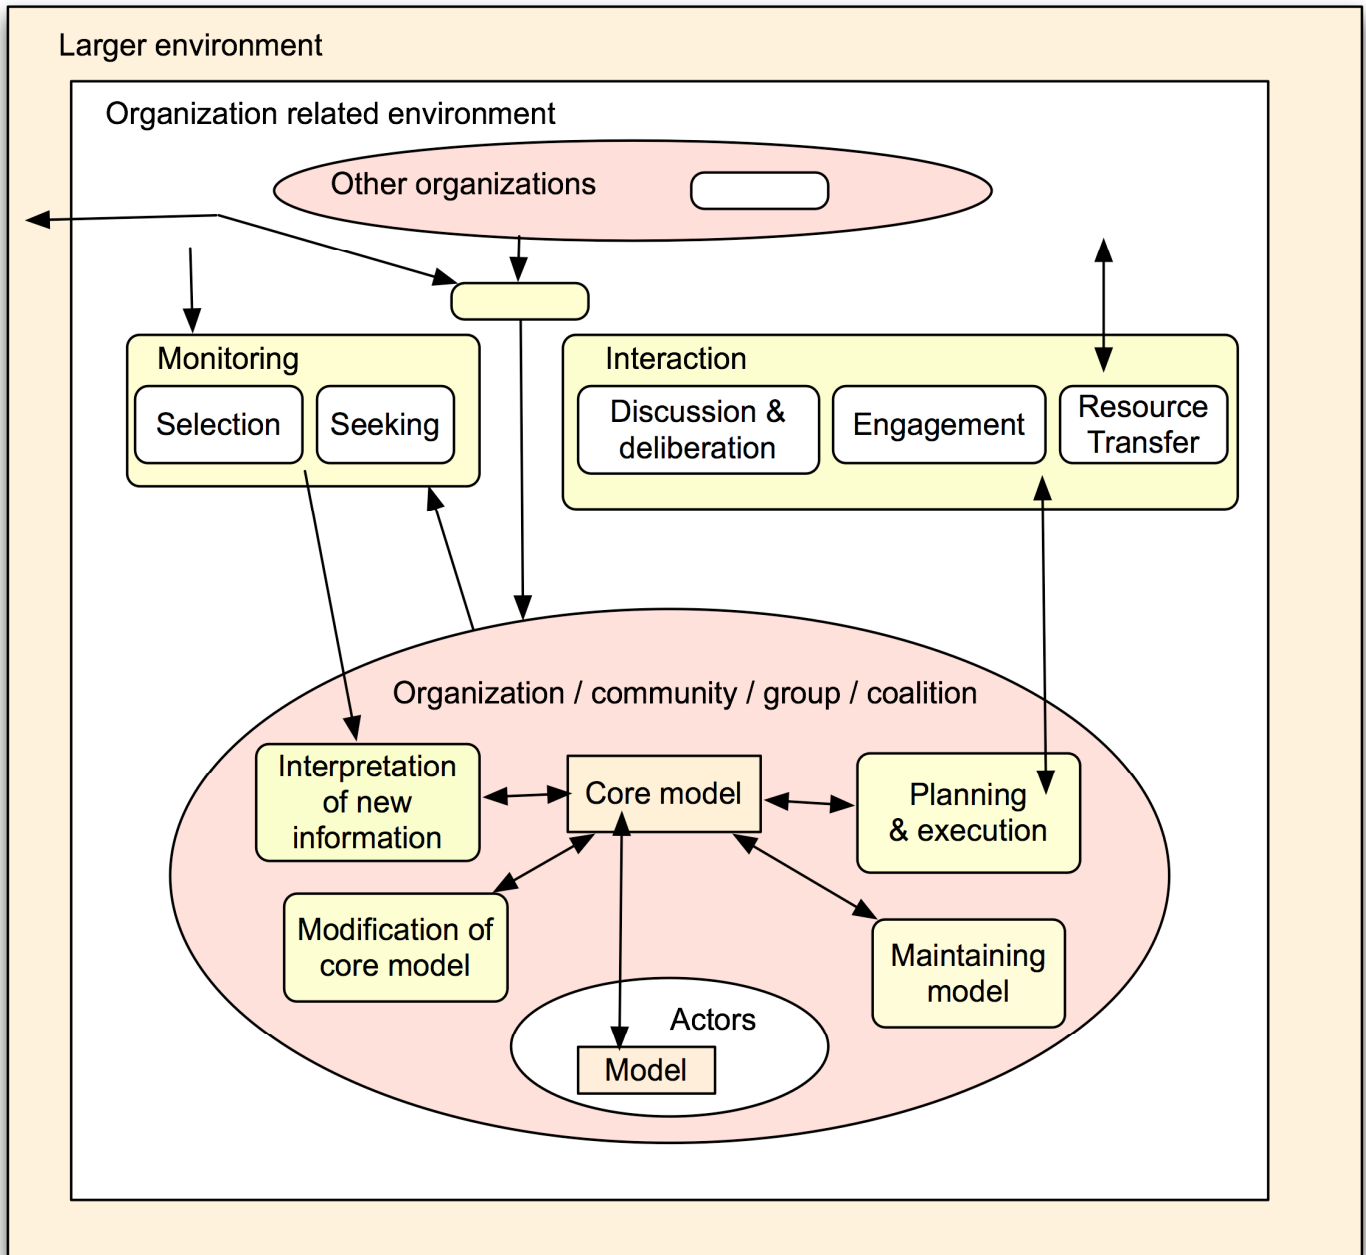 Larger environment
Organization related environment
Other organizations
Monitoring
Selection
Seeking
Interaction
Discussion &
deliberation
Engagement
Resource
Transfer
Organization / community / group / coalition
Interpretation
of new
information
Core model
Planning
& execution
Modification of
core model
Maintaining
model
Actors
Model